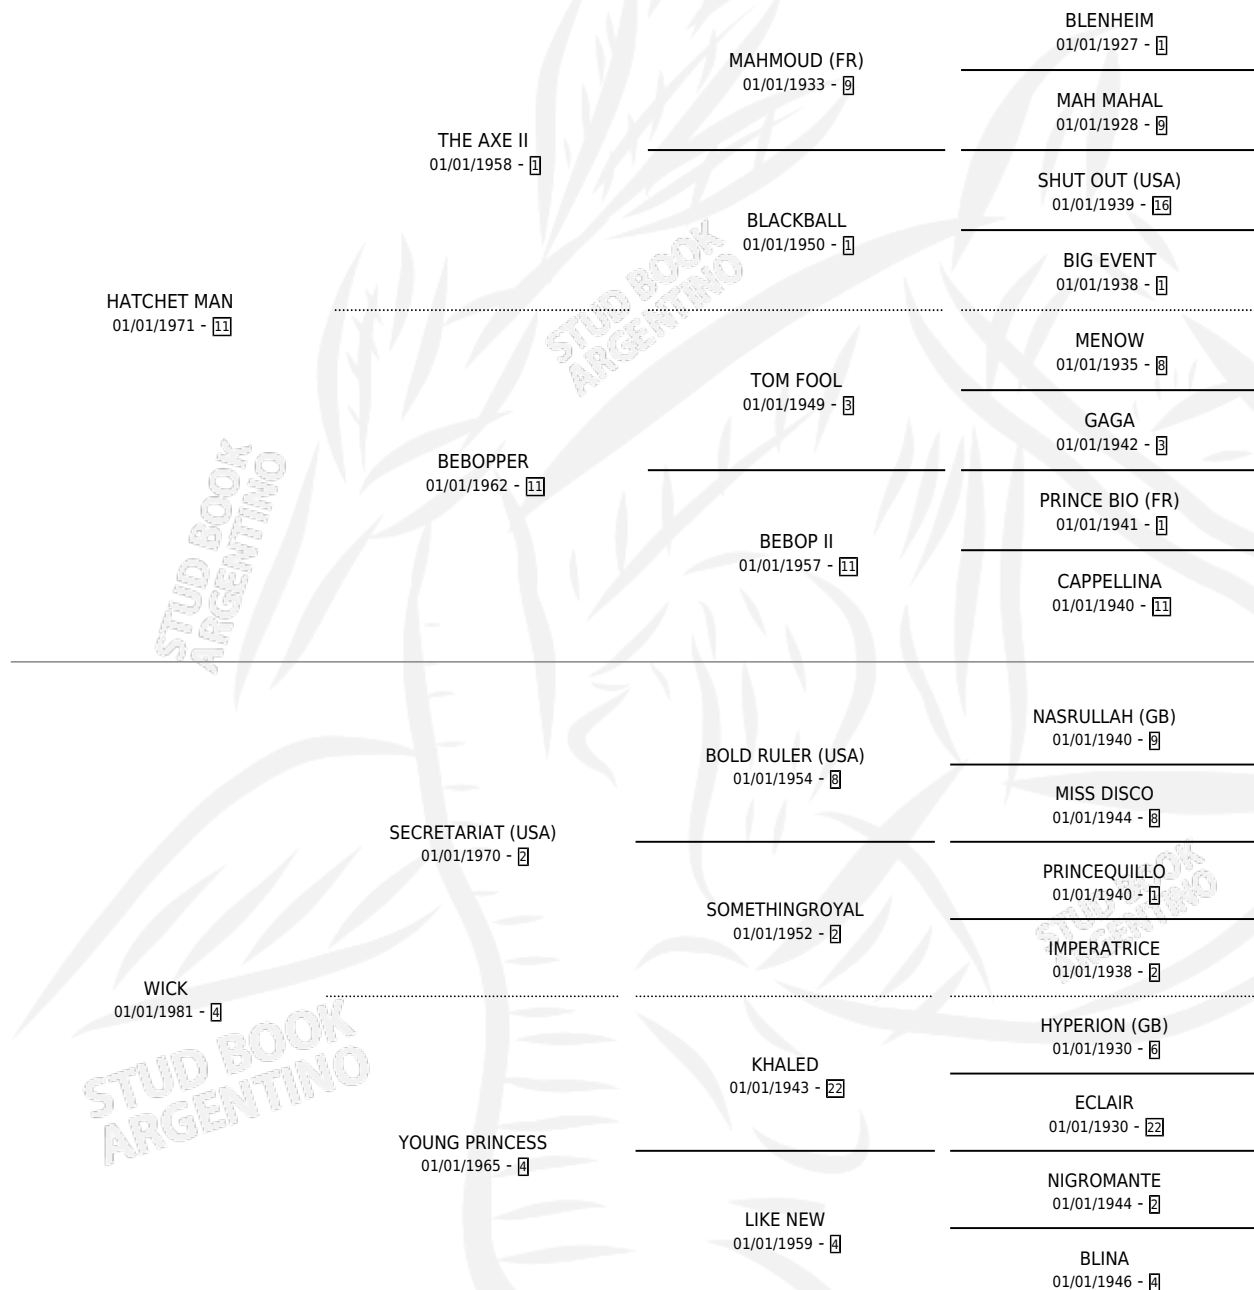 BLENHEIM
01/01/1927 - 1
MAHMOUD (FR)
01/01/1933 - 9
MAH MAHAL
01/01/1928 - 9
THE AXE II
01/01/1958 - 1
SHUT OUT (USA)
01/01/1939 - 16
BLACKBALL
01/01/1950 - 1
BIG EVENT
01/01/1938 - 1
HATCHET MAN
01/01/1971 - 11
MENOW
01/01/1935 - 8
TOM FOOL
01/01/1949 - 3
GAGA
01/01/1942 - 3
BEBOPPER
01/01/1962 - 11
PRINCE BIO (FR)
01/01/1941 - 1
BEBOP II
01/01/1957 - 11
CAPPELLINA
01/01/1940 - 11
NASRULLAH (GB)
01/01/1940 - 9
BOLD RULER (USA)
01/01/1954 - 8
MISS DISCO
01/01/1944 - 8
SECRETARIAT (USA)
01/01/1970 - 2
PRINCEQUILLO
01/01/1940 - 1
SOMETHINGROYAL
01/01/1952 - 2
IMPERATRICE
01/01/1938 - 2
WICK
01/01/1981 - 4
HYPERION (GB)
01/01/1930 - 6
KHALED
01/01/1943 - 22
ECLAIR
01/01/1930 - 22
YOUNG PRINCESS
01/01/1965 - 4
NIGROMANTE
01/01/1944 - 2
LIKE NEW
01/01/1959 - 4
BLINA
01/01/1946 - 4
STUD BOOK
ARGENTINO
STUD BOOK
ARGENTINO
STUD BOOK
ARGENTINO
STUD BOOK
ARGENTINO